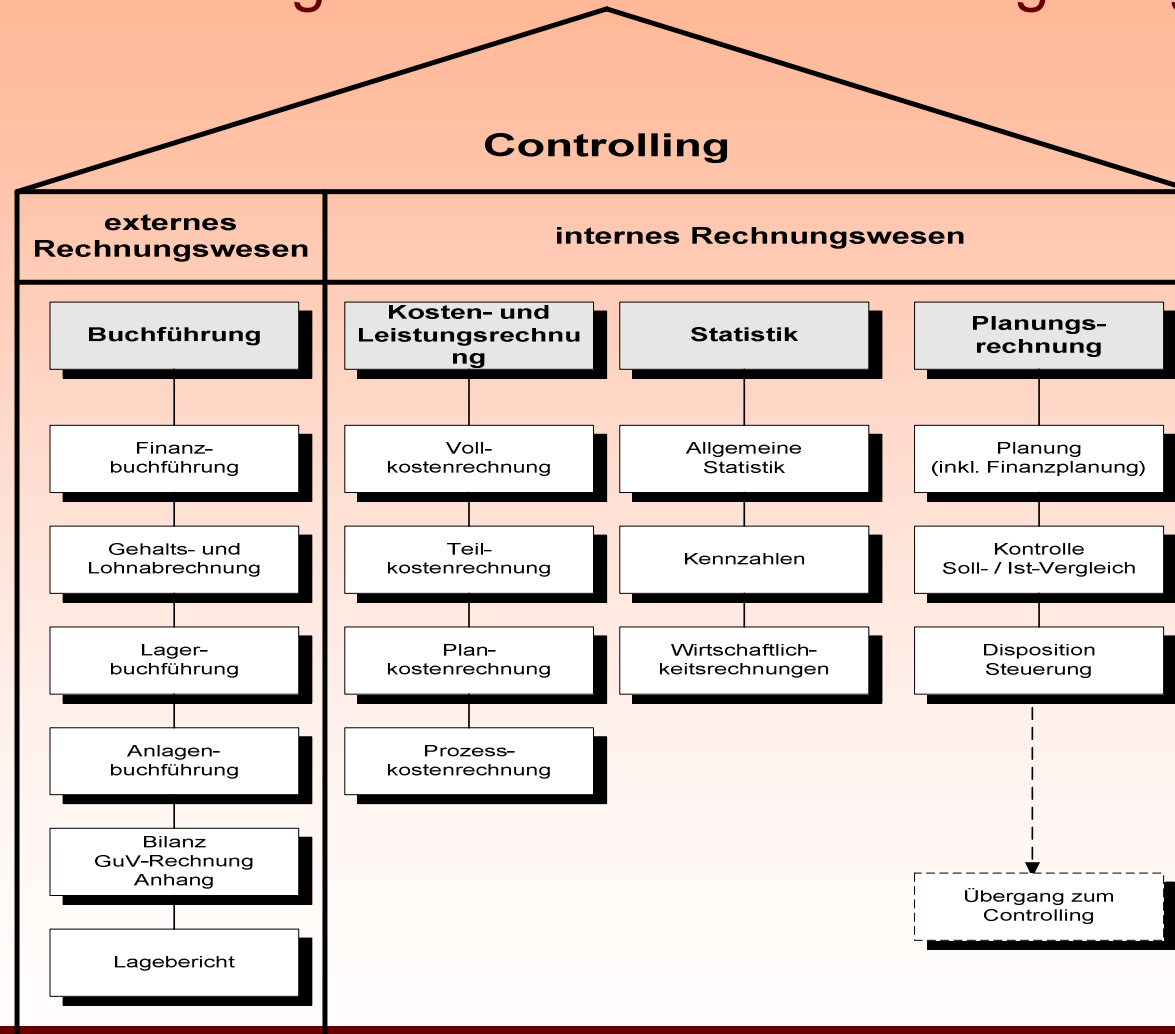 Controlling
externes
Rechnungswesen
internes Rechnungswesen
Buchführung
Finanz-
buchführung
Gehalts- und
Lohnabrechnung
Lager-
buchführung
Anlagen-
buchführung
Bilanz
GuV-Rechnung
Anhang
Lagebericht
Kosten- und
Leistungsrechnu
ng
Voll-
kostenrechnung
Teil-
kostenrechnung
Plan-
kostenrechnung
Prozess-
kostenrechnung
Statistik
Allgemeine
Statistik
Kennzahlen
Wirtschaftlich-
keitsrechnungen
Planungs-
rechnung
Planung
(inkl. Finanzplanung)
Kontrolle
Soll- / Ist-Vergleich
Disposition
Steuerung
Übergang zum
Controlling